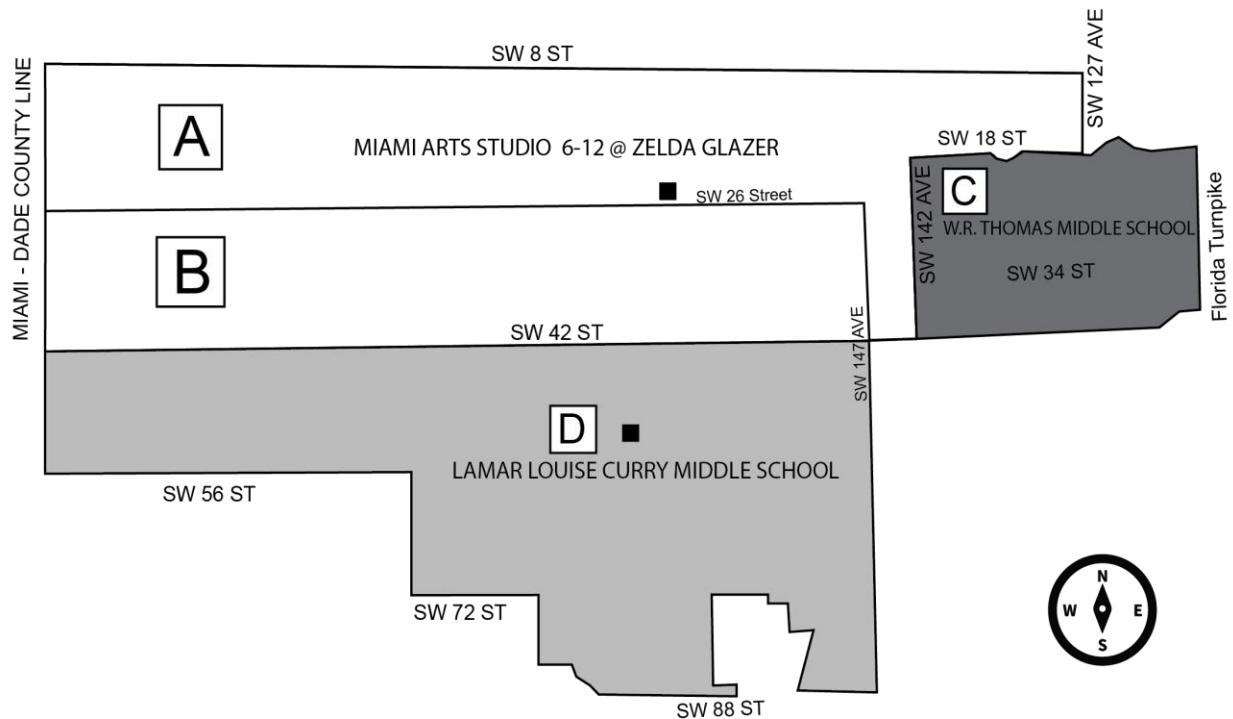 SW 8 ST
SW 127 AVE
MIAMI - DADE COUNTY LINE
A
MIAMI ARTS STUDIO 6-12 @ ZELDA GLAZER
SW 18 ST
SW 26 Street
SW 142 AVE
C
W.R. THOMAS MIDDLE SCHOOL
SW 34 ST
Florida Turnpike
B
SW 42 ST
SW 147 AVE
D
LAMAR LOUISE CURRY MIDDLE SCHOOL
SW 56 ST
SW 72 ST
SW 88 ST
N
W E
S